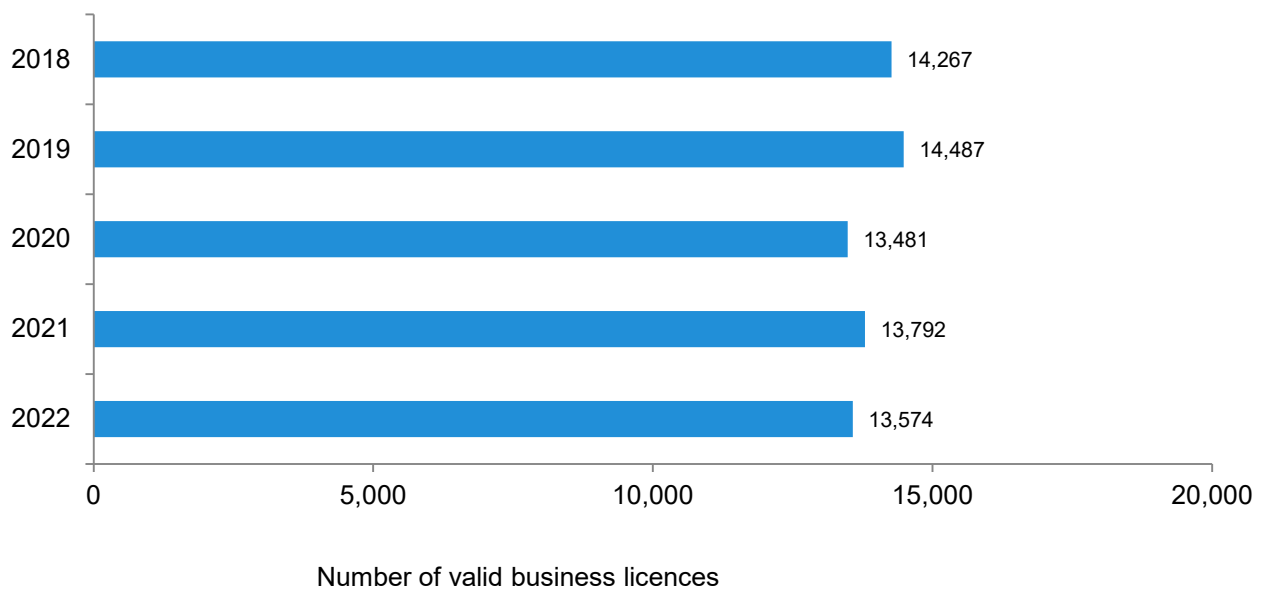 2018 14,267
2019 14,487
2020 13,481
2021 13,792
2022 13,574
0 5,000 10,000 15,000 20,000
Number of valid business licences